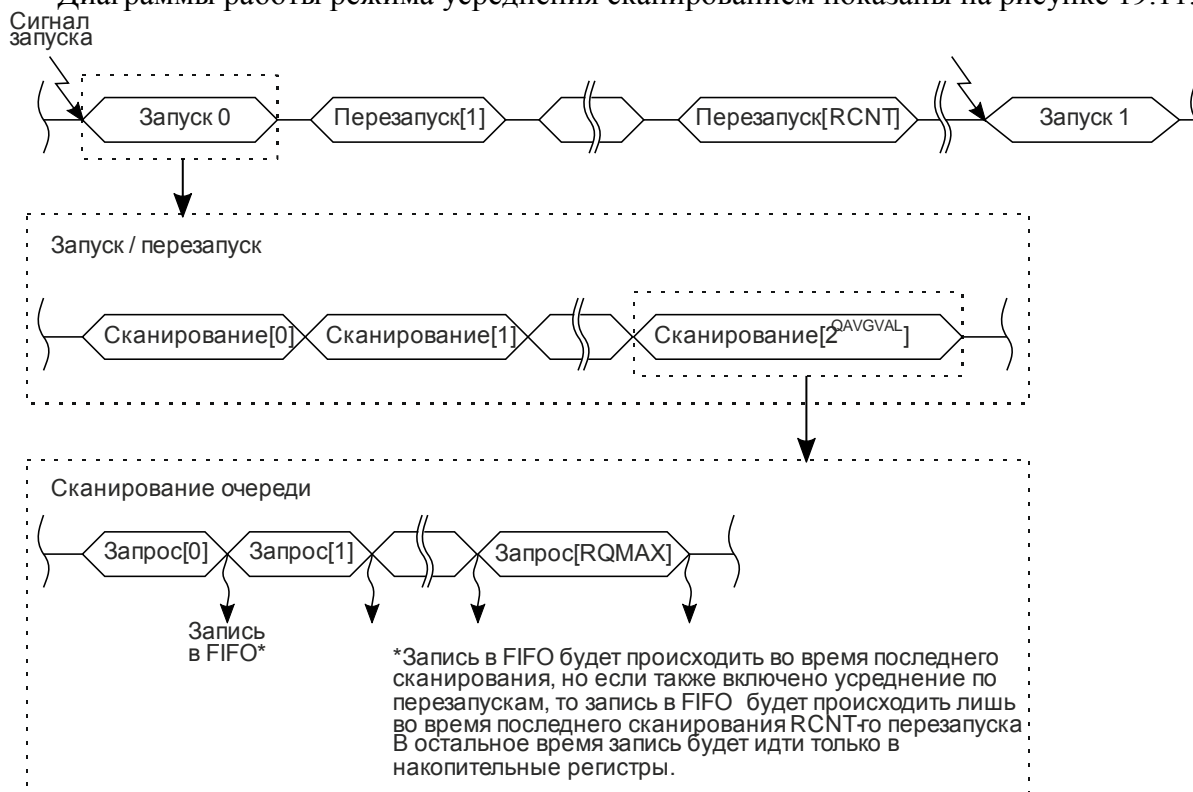 Диаграммы работы режима усреднения сканированием показаны на рисунке 19.11.
Сигнал
запуска
Запуск 0
Перезапуск[1]
Перезапуск[RCNT]
Запуск 1
Запуск / перезапуск
Сканирование[0]
Сканирование[1]
Сканирование[2^QAVGVAL]
Сканирование очереди
Запрос[0]
Запрос[1]
Запрос[RQMAX]
Запись
в FIFO*
*Запись в FIFO будет происходить во время последнего
сканирования, но если также включено усреднение по
перезапускам, то запись в FIFO будет происходить лишь
во время последнего сканирования RCNT-го перезапуска
В остальное время запись будет идти только в
накопительные регистры.